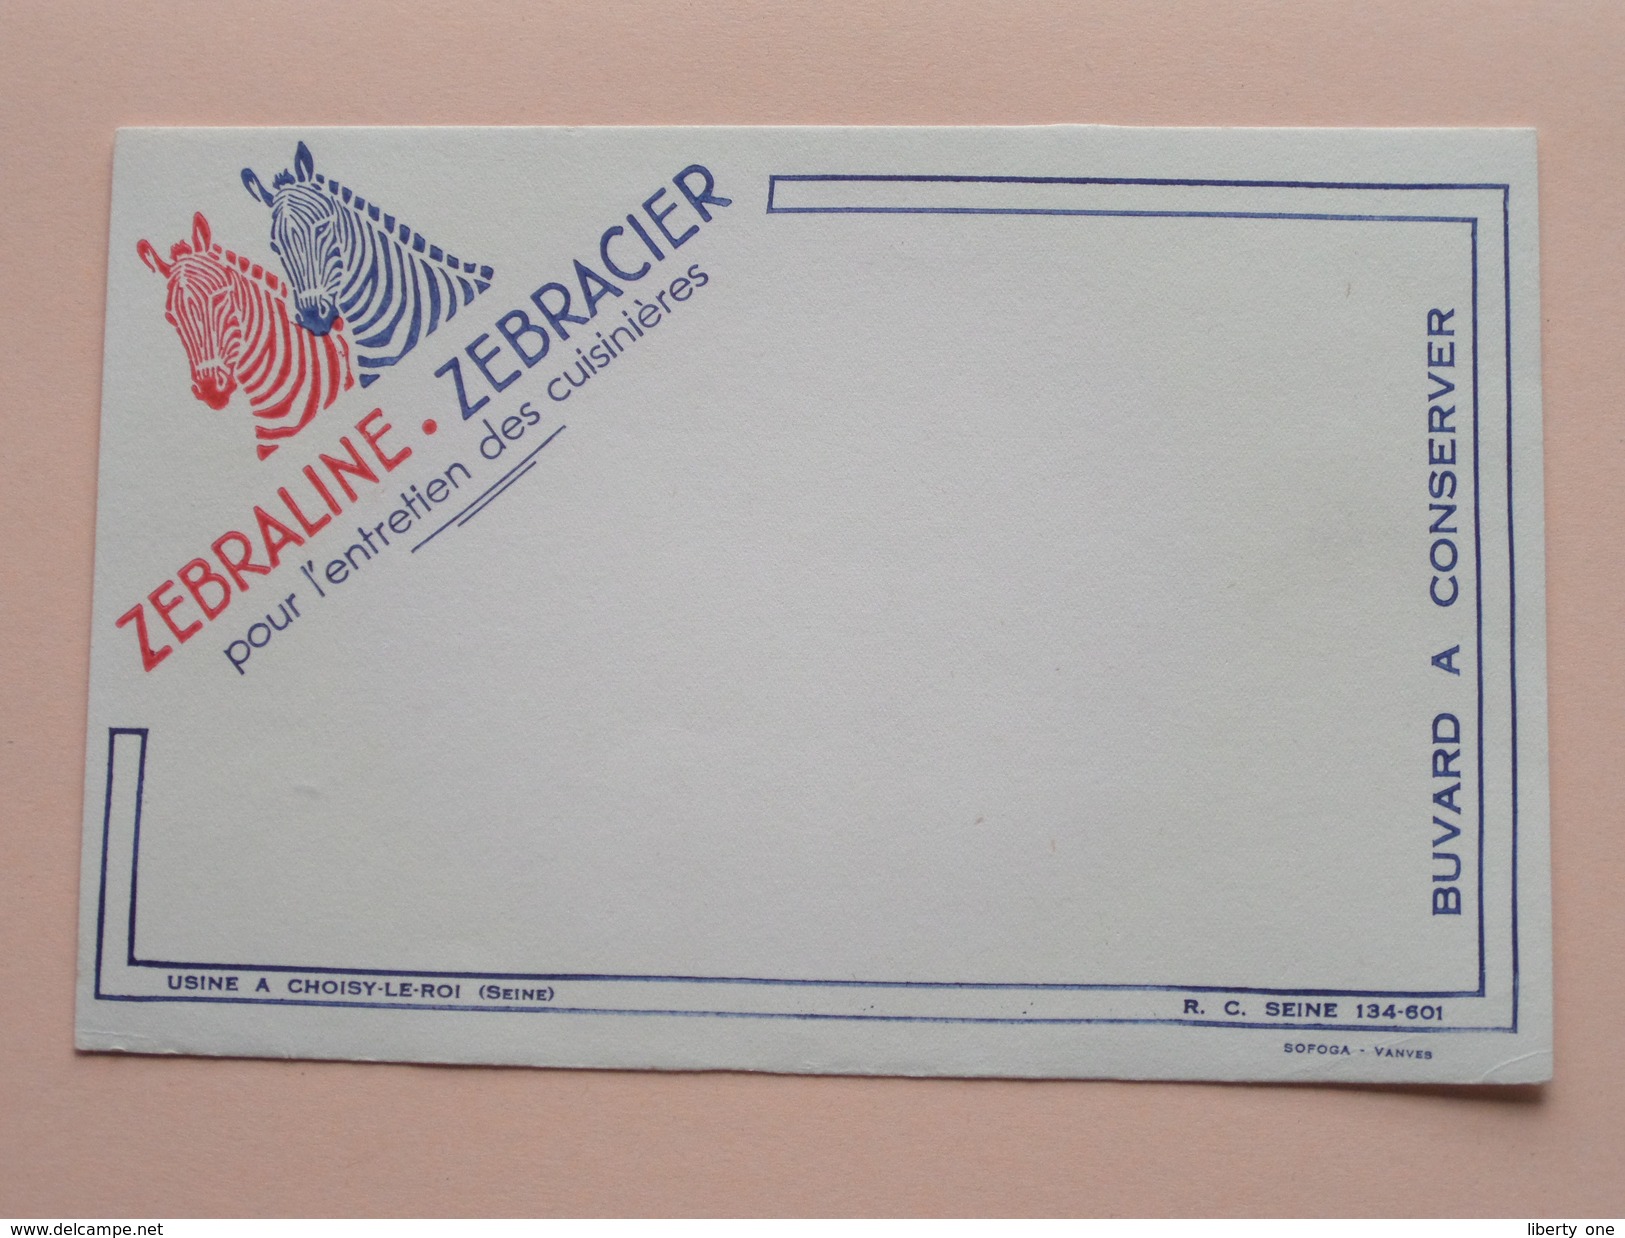 ZEBRALINE . ZEBRACIER
pour l'entretien des cuisinières
BUVARD A CONSERVER
USINE A CHOISY-LE-ROI (SEINE)
R. C. SEINE 134-601
SOFOGA - VANVES
www.delcampe.net
liberty one